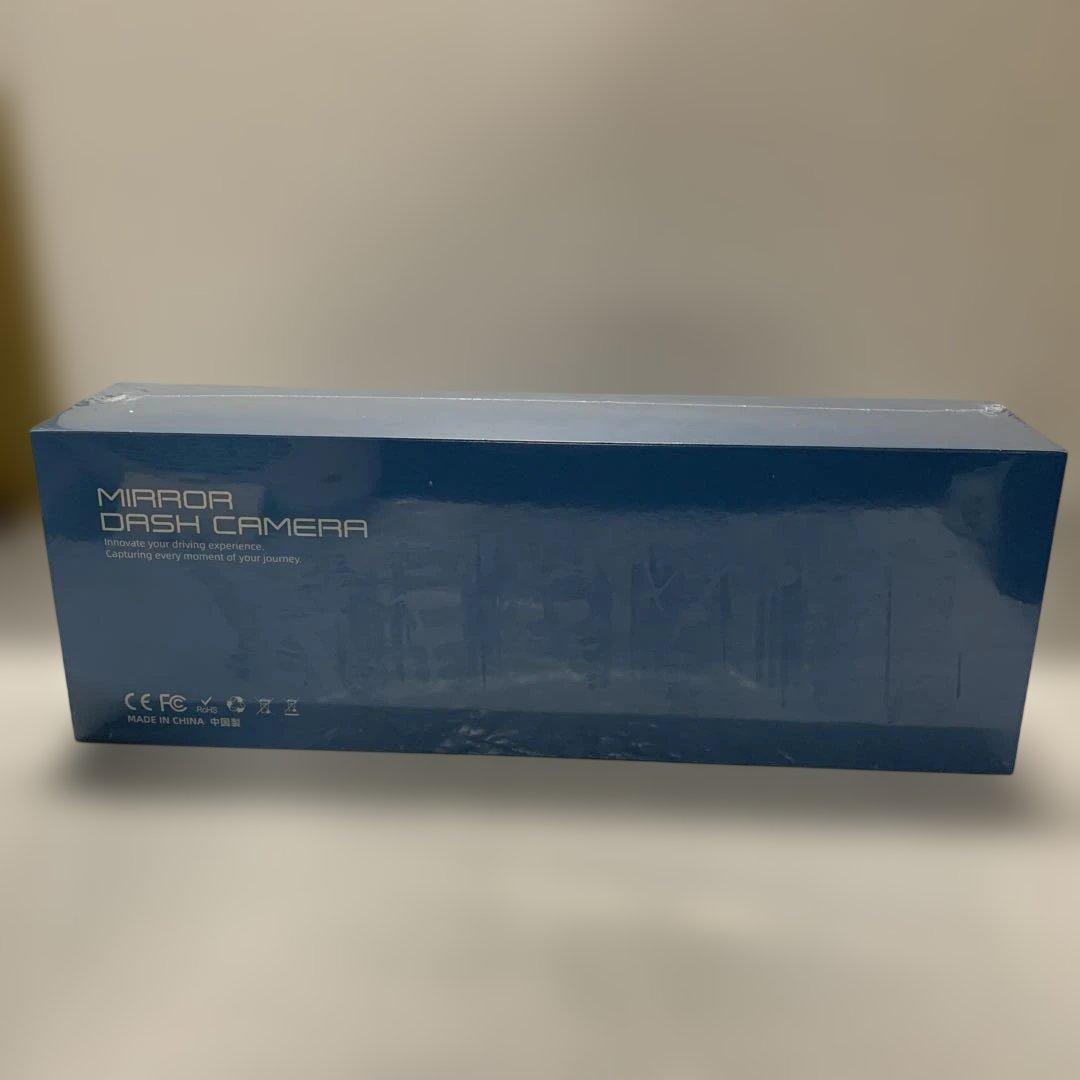 MIRROR
DASH CAMERA
Innovate your driving experience.
Capturing every moment of your journey.
CE FC RoHS
MADE IN CHINA 中国製